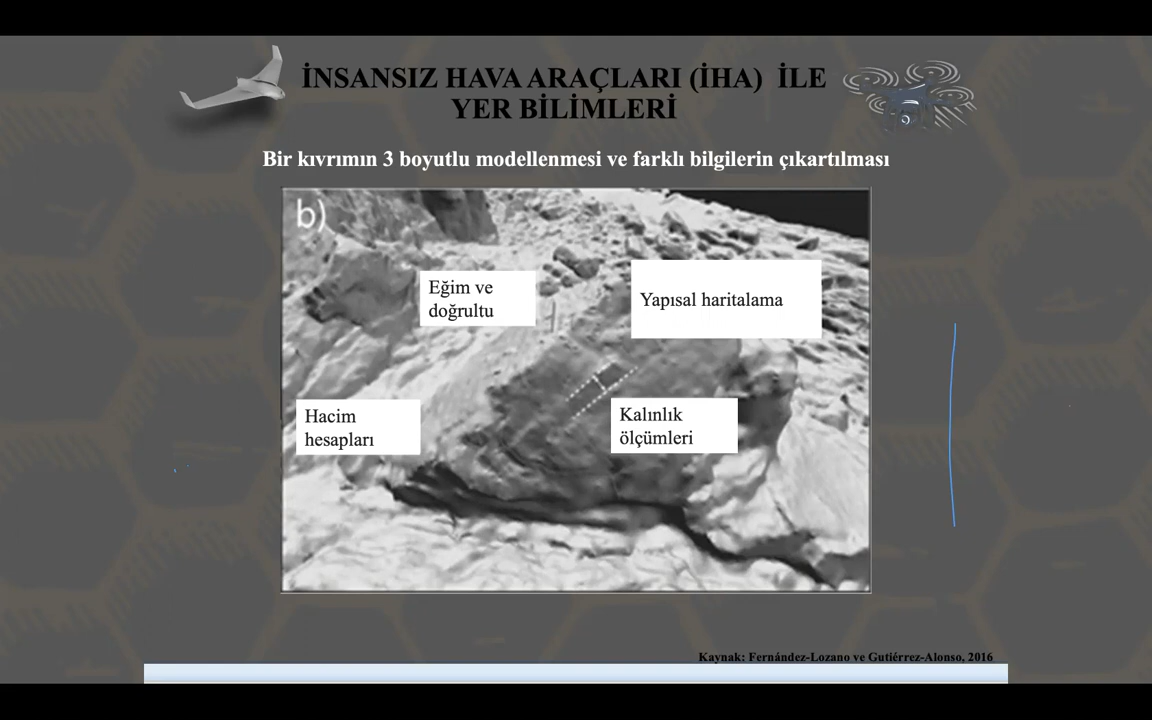 İNSANSIZ HAVA ARAÇLARI (İHA) İLE
YER BİLİMLERİ
Bir kıvrımın 3 boyutlu modellenmesi ve farklı bilgilerin çıkartılması
b)
Eğim ve
doğrultu
Yapısal haritalama
Hacim
hesapları
Kalınlık
ölçümleri
Kaynak: Fernández-Lozano ve Gutiérrez-Alonso, 2016